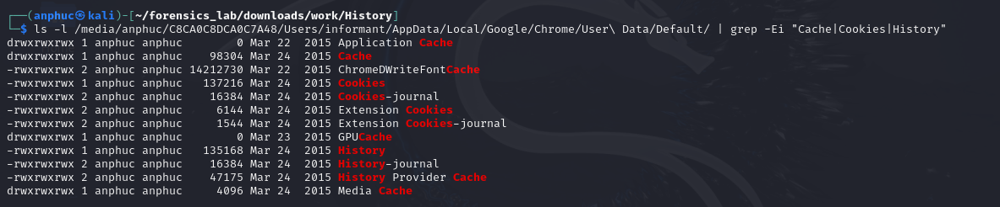 ┌──(anphuc㉿kali)-[~/forensics_lab/downloads/work/History]
└─$ ls -l /media/anphuc/C8CA0C8DCA0C7A48/Users/informant/AppData/Local/Google/Chrome/User\ Data/Default/ | grep -Ei "Cache|Cookies|History"
drwxrwxrwx 1 anphuc anphuc        0 Mar 22  2015 Application Cache
drwxrwxrwx 1 anphuc anphuc    98304 Mar 24  2015 Cache
-rwxrwxrwx 2 anphuc anphuc 14212730 Mar 22  2015 ChromeDWriteFontCache
-rwxrwxrwx 1 anphuc anphuc   137216 Mar 24  2015 Cookies
-rwxrwxrwx 2 anphuc anphuc    16384 Mar 24  2015 Cookies-journal
-rwxrwxrwx 2 anphuc anphuc     6144 Mar 24  2015 Extension Cookies
-rwxrwxrwx 2 anphuc anphuc     1544 Mar 24  2015 Extension Cookies-journal
drwxrwxrwx 1 anphuc anphuc        0 Mar 23  2015 GPUCache
-rwxrwxrwx 1 anphuc anphuc   135168 Mar 24  2015 History
-rwxrwxrwx 2 anphuc anphuc    16384 Mar 24  2015 History-journal
-rwxrwxrwx 2 anphuc anphuc    47175 Mar 24  2015 History Provider Cache
drwxrwxrwx 1 anphuc anphuc     4096 Mar 24  2015 Media Cache